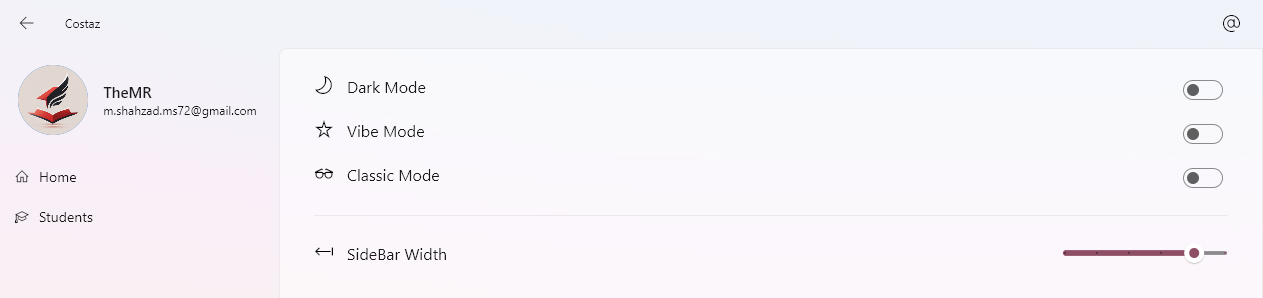 Costaz
TheMR
m.shahzad.ms72@gmail.com
Home
Students
Dark Mode
Vibe Mode
Classic Mode
SideBar Width